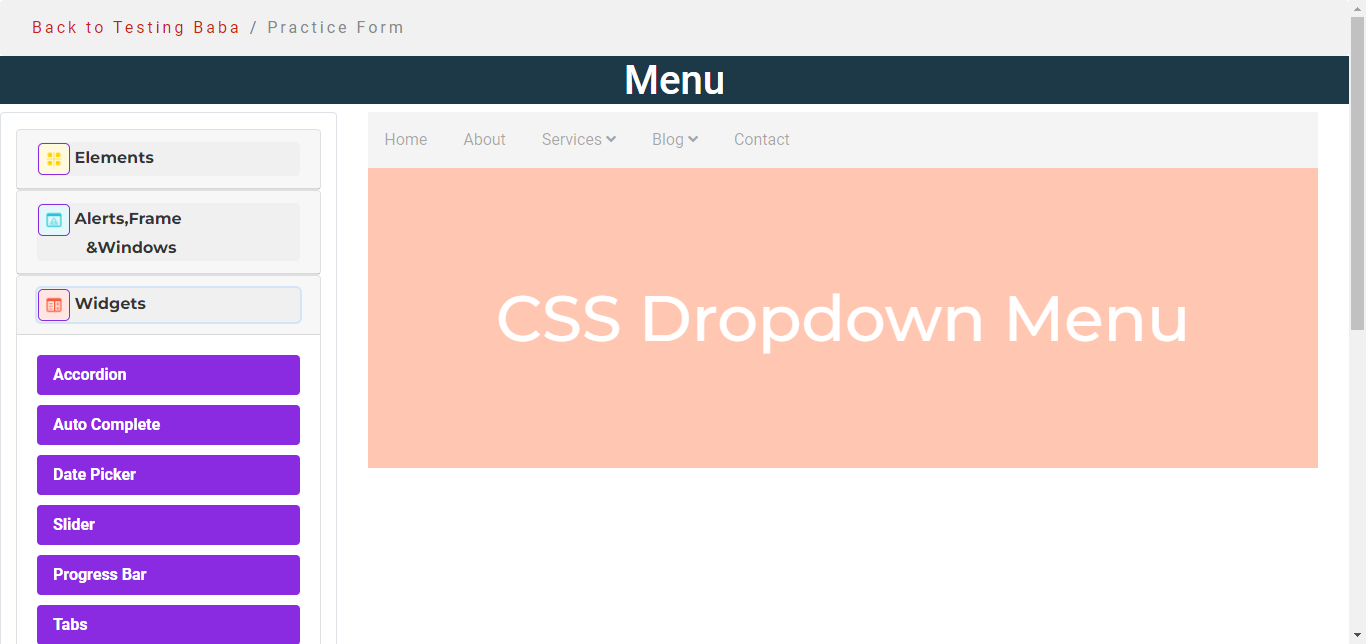 Back to Testing Baba / Practice Form
Menu
Elements
Alerts,Frame
&Windows
Widgets
Accordion
Auto Complete
Date Picker
Slider
Progress Bar
Tabs
Home About Services Blog Contact
CSS Dropdown Menu